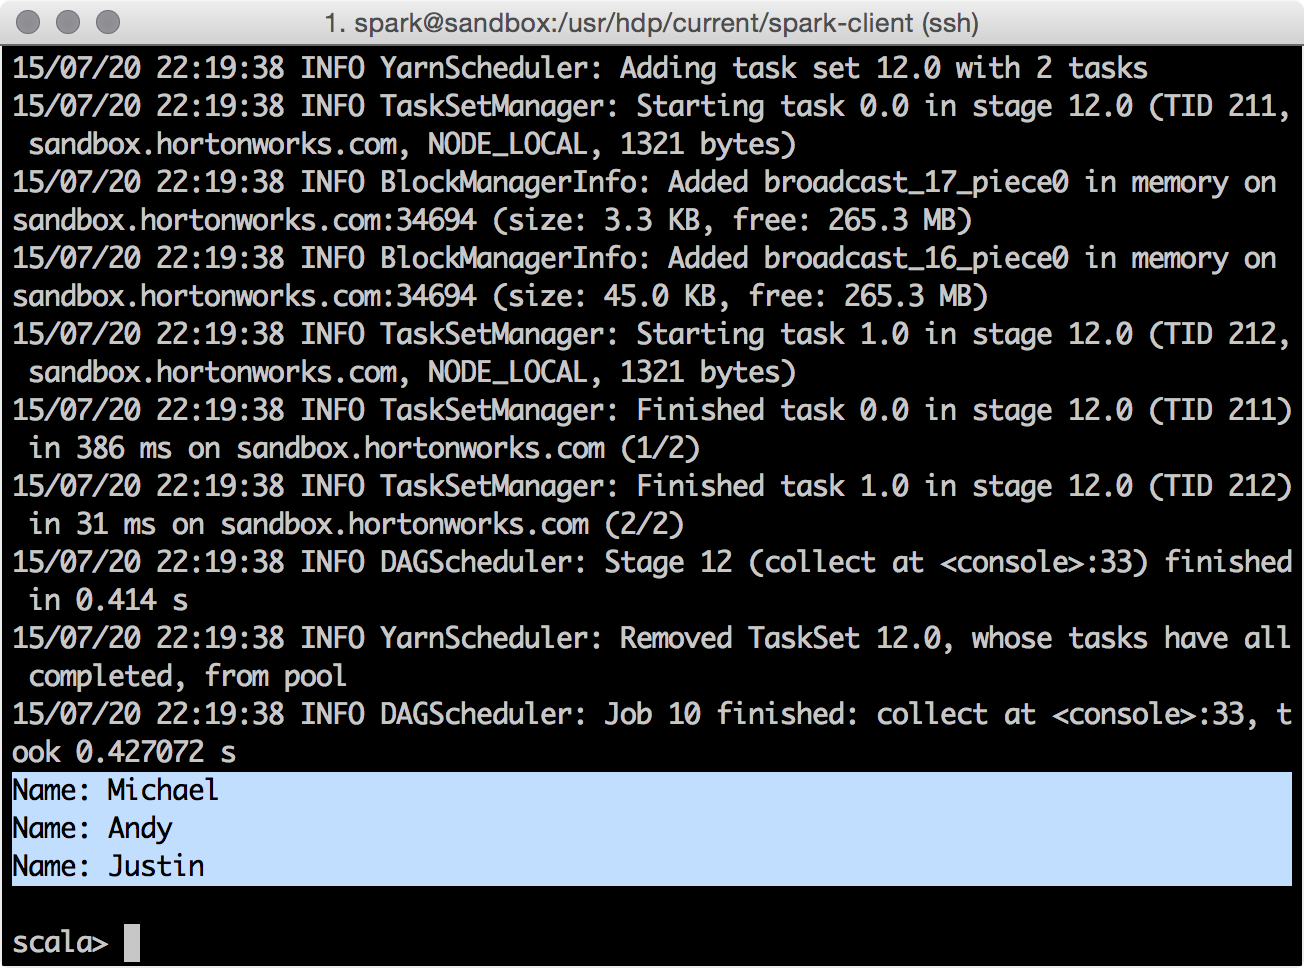 1. spark@sandbox:/usr/hdp/current/spark-client (ssh)
15/07/20 22:19:38 INFO YarnScheduler: Adding task set 12.0 with 2 tasks
15/07/20 22:19:38 INFO TaskSetManager: Starting task 0.0 in stage 12.0 (TID 211,
sandbox.hortonworks.com, NODE_LOCAL, 1321 bytes)
15/07/20 22:19:38 INFO BlockManagerInfo: Added broadcast_17_piece0 in memory on
sandbox.hortonworks.com:34694 (size: 3.3 KB, free: 265.3 MB)
15/07/20 22:19:38 INFO BlockManagerInfo: Added broadcast_16_piece0 in memory on
sandbox.hortonworks.com:34694 (size: 45.0 KB, free: 265.3 MB)
15/07/20 22:19:38 INFO TaskSetManager: Starting task 1.0 in stage 12.0 (TID 212,
sandbox.hortonworks.com, NODE_LOCAL, 1321 bytes)
15/07/20 22:19:38 INFO TaskSetManager: Finished task 0.0 in stage 12.0 (TID 211)
in 386 ms on sandbox.hortonworks.com (1/2)
15/07/20 22:19:38 INFO TaskSetManager: Finished task 1.0 in stage 12.0 (TID 212)
in 31 ms on sandbox.hortonworks.com (2/2)
15/07/20 22:19:38 INFO DAGScheduler: Stage 12 (collect at <console>:33) finished
in 0.414 s
15/07/20 22:19:38 INFO YarnScheduler: Removed TaskSet 12.0, whose tasks have all
completed, from pool
15/07/20 22:19:38 INFO DAGScheduler: Job 10 finished: collect at <console>:33, t
ook 0.427072 s
Name: Michael
Name: Andy
Name: Justin
scala>